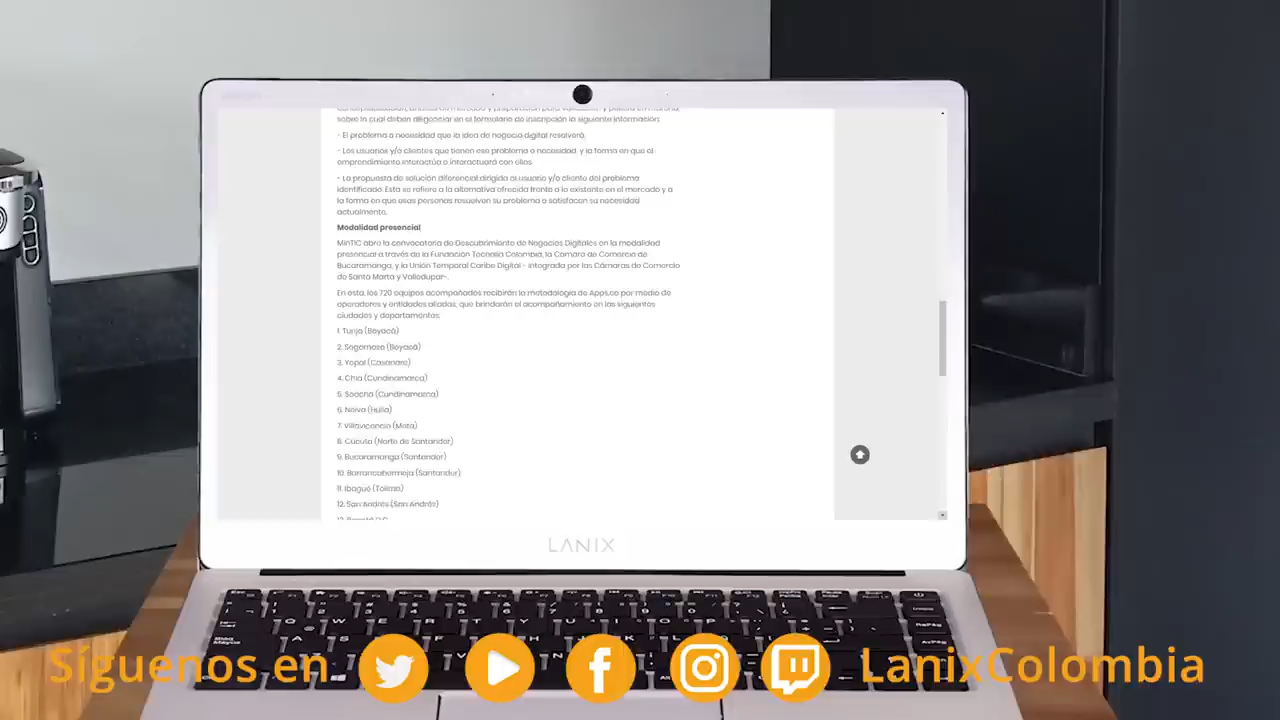 sobre lo cual deben diligenciar en el formulario de inscripción la siguiente información:
- El problema o necesidad que la idea de negocio digital resolverá.
- Los usuarios y/o clientes que tienen ese problema o necesidad, y la forma en que el
emprendimiento interactúa o interactuará con ellos.
- La propuesta de solución diferencial dirigida al usuario y/o cliente del problema
identificado. Esta se refiere a la alternativa ofrecida frente a lo existente en el mercado y a
la forma en que esas personas resuelven su problema o satisfacen su necesidad
actualmente.
Modalidad presencial
MinTIC abre la convocatoria de Descubrimiento de Negocios Digitales en la modalidad
presencial a través de la Fundación Tecnalia Colombia, la Cámara de Comercio de
Bucaramanga, y la Unión Temporal Caribe Digital - integrada por las Cámaras de Comercio
de Santa Marta y Valledupar-.
En esta, los 720 equipos acompañados recibirán la metodología de Apps.co por medio de
operadores y entidades aliadas, que brindarán el acompañamiento en las siguientes
ciudades y departamentos:
1. Tunja (Boyacá)
2. Sogamoso (Boyacá)
3. Yopal (Casanare)
4. Chía (Cundinamarca)
5. Soacha (Cundinamarca)
6. Neiva (Huila)
7. Villavicencio (Meta)
8. Cúcuta (Norte de Santander)
9. Bucaramanga (Santander)
10. Barrancabermeja (Santander)
11. Ibagué (Tolima)
12. San Andrés (San Andrés)
LANIX
Síguenos en LanixColombia